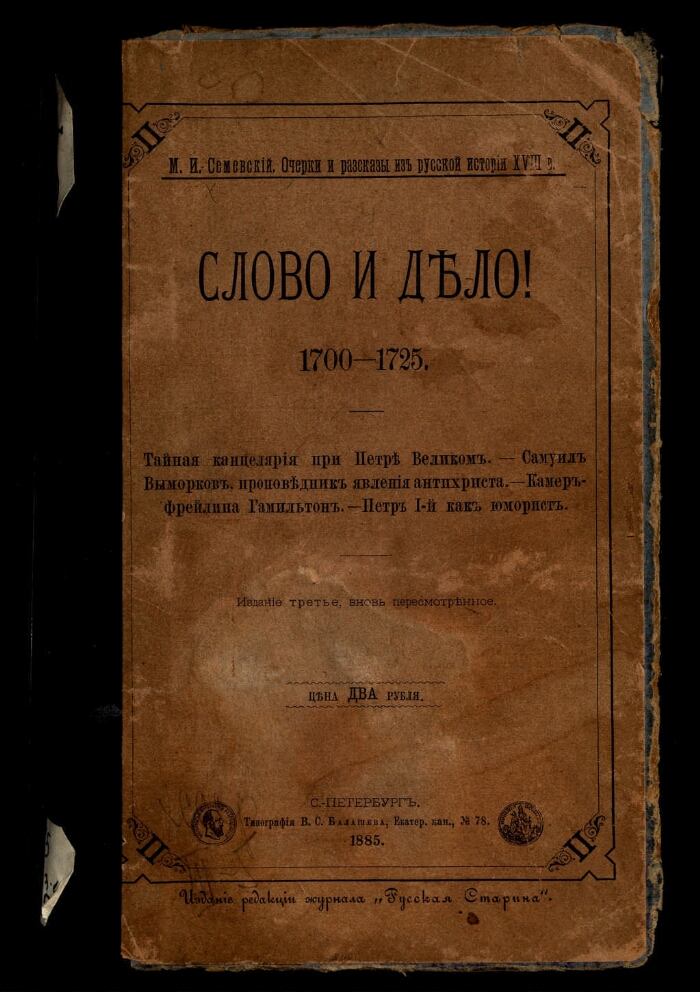 М. И. Семевскій. Очерки и разсказы изъ русской исторіи XVIII в.
СЛОВО И ДѢЛО!
1700—1725.
Тайная канцелярія при Петрѣ Великомъ. — Самуилъ
Выморковъ, проповѣдникъ явленія антихриста.—Камеръ-
фрейлина Гамильтонъ.—Петръ I-й какъ юмористъ.
Изданіе третье, вновь пересмотрѣнное.
ЦѢНА ДВА РУБЛЯ.
С.-ПЕТЕРБУРГЪ.
Типографія В. С. Балашева, Екатер. кан., № 78.
1885.
Изданіе редакціи журнала „Русская Старина".